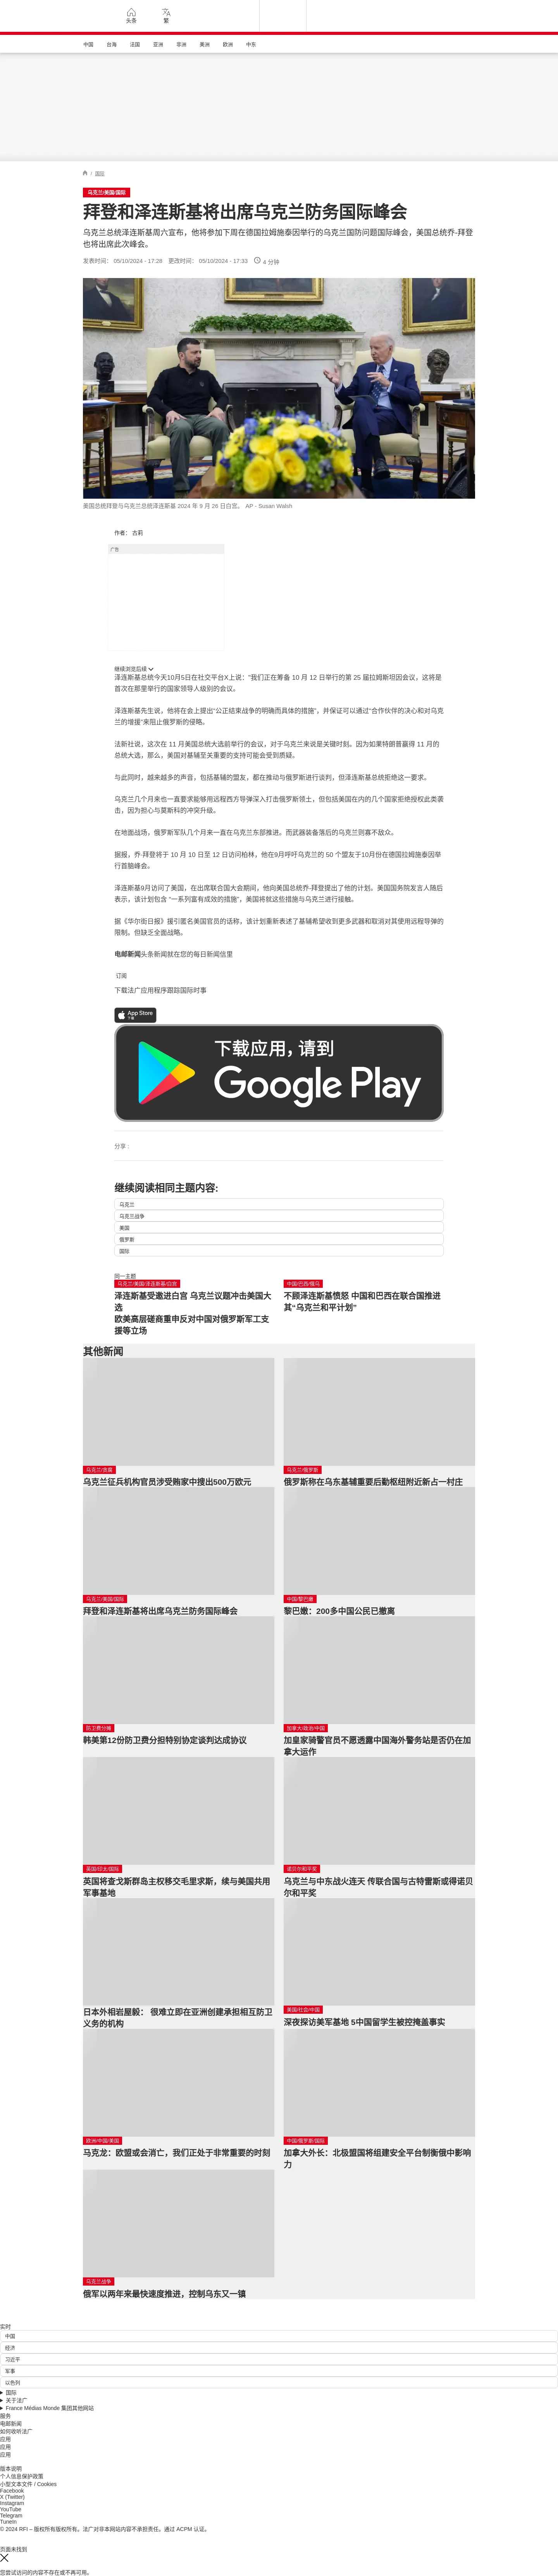 头条
繁
中国 台海 法国 亚洲 非洲 美洲 欧洲 中东
/ 国际
乌克兰/美国/国际
拜登和泽连斯基将出席乌克兰防务国际峰会
乌克兰总统泽连斯基周六宣布，他将参加下周在德国拉姆施泰因举行的乌克兰国防问题国际峰会，美国总统乔-拜登
也将出席此次峰会。
发表时间： 05/10/2024 - 17:28 更改时间： 05/10/2024 - 17:33 4 分钟
美国总统拜登与乌克兰总统泽连斯基 2024 年 9 月 26 日白宫。 AP - Susan Walsh
作者： 古莉
广告
继续浏览后续
泽连斯基总统今天10月5日在社交平台X上说：“我们正在筹备 10 月 12 日举行的第 25 届拉姆斯坦因会议，这将是
首次在那里举行的国家领导人级别的会议。
泽连斯基先生说，他将在会上提出“公正结束战争的明确而具体的措施”，并保证可以通过“合作伙伴的决心和对乌克
兰的增援”来阻止俄罗斯的侵略。
法新社说，这次在 11 月美国总统大选前举行的会议，对于乌克兰来说是关键时刻。因为如果特朗普赢得 11 月的
总统大选，那么，美国对基辅至关重要的支持可能会受到质疑。
与此同时，越来越多的声音，包括基辅的盟友，都在推动与俄罗斯进行谈判，但泽连斯基总统拒绝这一要求。
乌克兰几个月来也一直要求能够用远程西方导弹深入打击俄罗斯领土，但包括美国在内的几个国家拒绝授权此类袭
击，因为担心与莫斯科的冲突升级。
在地面战场，俄罗斯军队几个月来一直在乌克兰东部推进。而武器装备落后的乌克兰则寡不敌众。
据报，乔·拜登将于 10 月 10 日至 12 日访问柏林，他在9月呼吁乌克兰的 50 个盟友于10月份在德国拉姆施泰因举
行首脑峰会。
泽连斯基9月访问了美国，在出席联合国大会期间，他向美国总统乔-拜登提出了他的计划。美国国务院发言人随后
表示，该计划包含 “一系列富有成效的措施”，美国将就这些措施与乌克兰进行接触。
据《华尔街日报》援引匿名美国官员的话称，该计划重新表述了基辅希望收到更多武器和取消对其使用远程导弹的
限制。但缺乏全面战略。
电邮新闻头条新闻就在您的每日新闻信里
订阅
下载法广应用程序跟踪国际时事
App Store
下载
下载应用，请到
Google Play
分享 :
继续阅读相同主题内容:
乌克兰
乌克兰战争
美国
俄罗斯
国际
同一主题
乌克兰/美国/泽连斯基/白宫
泽连斯基受邀进白宫 乌克兰议题冲击美国大
选
欧美高层磋商重申反对中国对俄罗斯军工支
援等立场
中国/巴西/俄乌
不顾泽连斯基愤怒 中国和巴西在联合国推进
其“乌克兰和平计划”
其他新闻
乌克兰/贪腐
乌克兰征兵机构官员涉受贿家中搜出500万欧元
乌克兰/俄罗斯
俄罗斯称在乌东基辅重要后勤枢纽附近新占一村庄
乌克兰/美国/国际
拜登和泽连斯基将出席乌克兰防务国际峰会
中国/黎巴嫩
黎巴嫩：200多中国公民已撤离
防卫费分摊
韩美第12份防卫费分担特别协定谈判达成协议
加拿大/政治/中国
加皇家骑警官员不愿透露中国海外警务站是否仍在加
拿大运作
英国/印太/国际
英国将查戈斯群岛主权移交毛里求斯，续与美国共用
军事基地
诺贝尔和平奖
乌克兰与中东战火连天 传联合国与古特雷斯或得诺贝
尔和平奖
日本外相岩屋毅： 很难立即在亚洲创建承担相互防卫
义务的机构
美国/社会/中国
深夜探访美军基地 5中国留学生被控掩盖事实
欧洲/中国/美国
马克龙：欧盟或会消亡，我们正处于非常重要的时刻
中国/俄罗斯/国际
加拿大外长：北极盟国将组建安全平台制衡俄中影响
力
乌克兰战争
俄军以两年来最快速度推进，控制乌东又一镇
实时
中国
经济
习近平
军事
以色列
国际
关于法广
France Médias Monde 集团其他网站
服务
电邮新闻
如何收听法广
应用
应用
应用
版本说明
个人信息保护政策
小型文本文件 / Cookies
Facebook
X (Twitter)
Instagram
YouTube
Telegram
TuneIn
© 2024 RFI – 版权所有版权所有。法广对非本网站内容不承担责任。通过 ACPM 认证。
页面未找到
您尝试访问的内容不存在或不再可用。